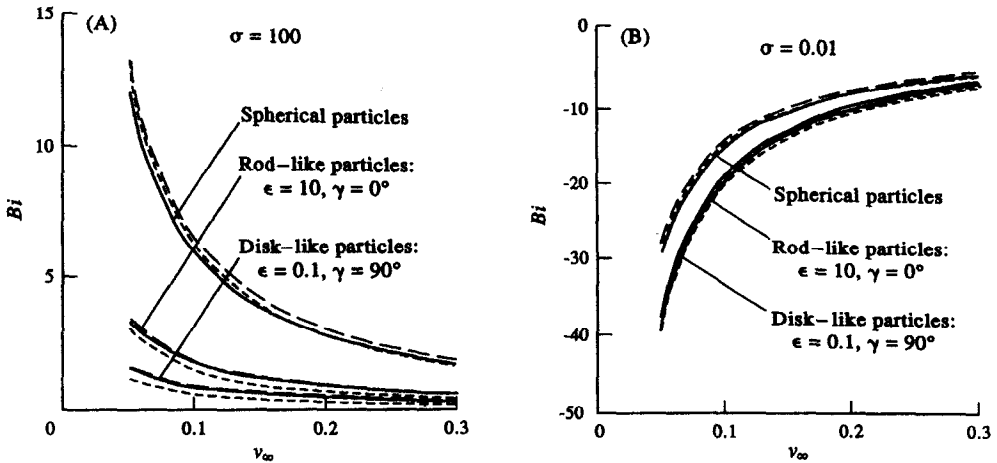 (A)
σ = 100
15
10
5
0
0.1
0.2
0.3
Bi
ν∞
Spherical particles
Rod–like particles:
ϵ = 10, γ = 0°
Disk–like particles:
ϵ = 0.1, γ = 90°
(B)
σ = 0.01
0
-10
-20
-30
-40
-50
0
0.1
0.2
0.3
Bi
ν∞
Spherical particles
Rod–like particles:
ϵ = 10, γ = 0°
Disk–like particles:
ϵ = 0.1, γ = 90°